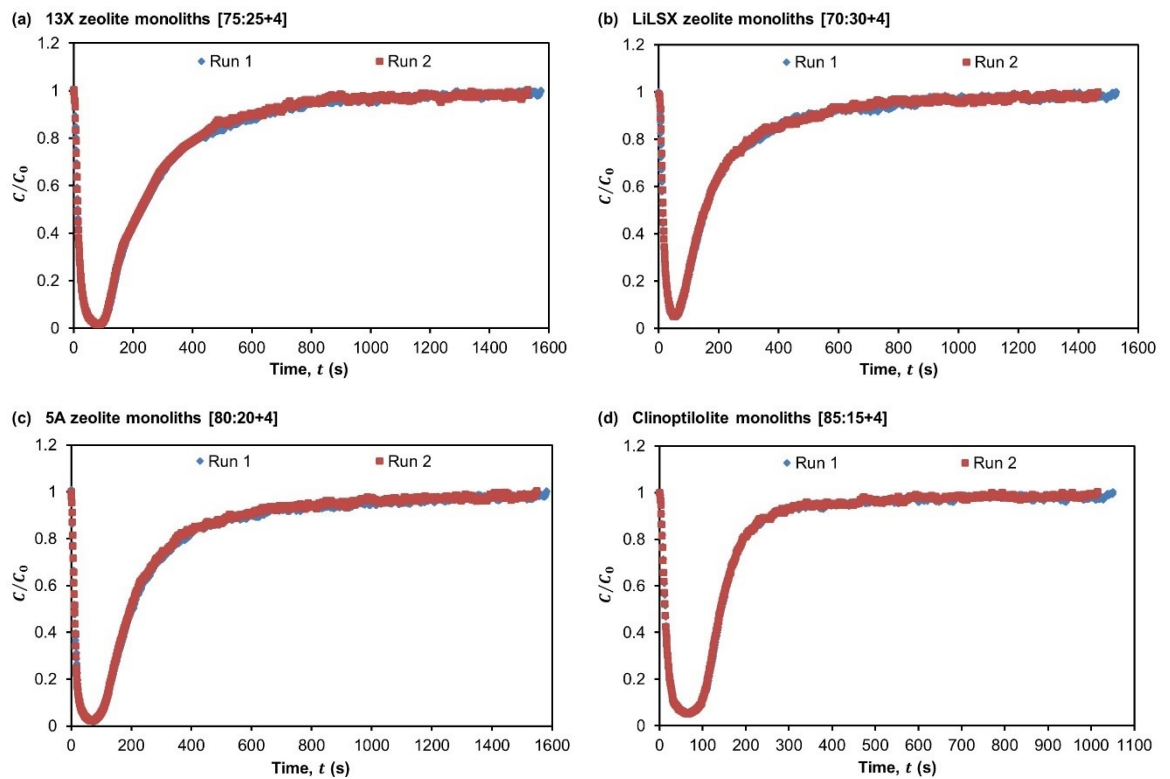 (a) 13X zeolite monoliths [75:25+4]
1.2
1
0.8
0.6
0.4
0.2
0
C/C₀
Run 1 Run 2
0 200 400 600 800 1000 1200 1400 1600
Time, t (s)
(b) LiLSX zeolite monoliths [70:30+4]
1.2
1
0.8
0.6
0.4
0.2
0
C/C₀
Run 1 Run 2
0 200 400 600 800 1000 1200 1400 1600
Time, t (s)
(c) 5A zeolite monoliths [80:20+4]
1.2
1
0.8
0.6
0.4
0.2
0
C/C₀
Run 1 Run 2
0 200 400 600 800 1000 1200 1400 1600
Time, t (s)
(d) Clinoptilolite monoliths [85:15+4]
1.2
1
0.8
0.6
0.4
0.2
0
C/C₀
Run 1 Run 2
0 100 200 300 400 500 600 700 800 900 1000 1100
Time, t (s)